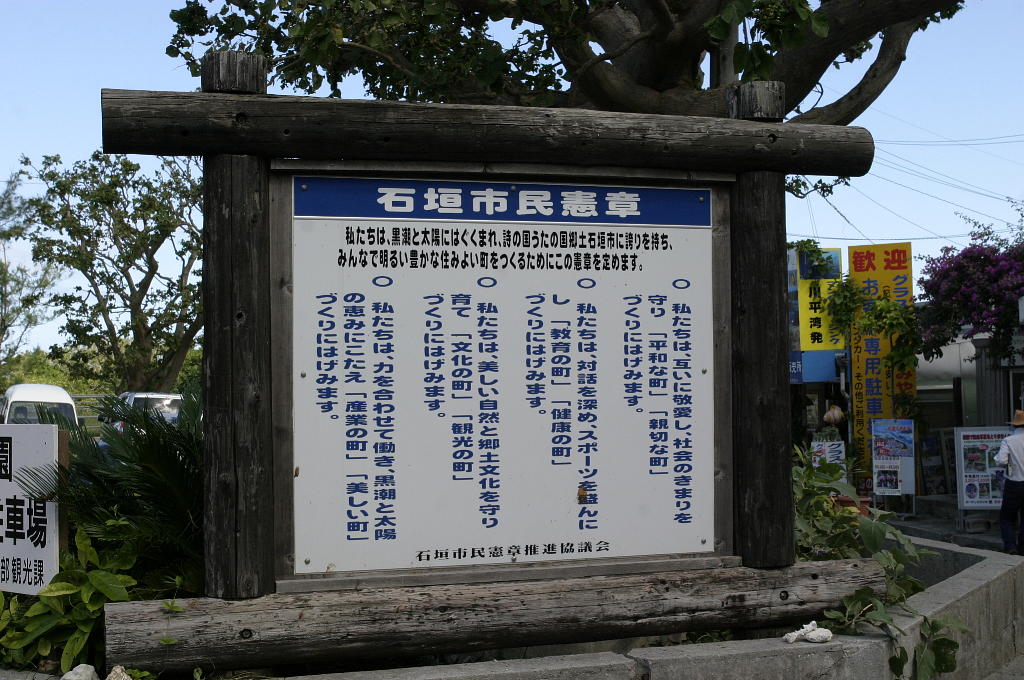 石垣市民憲章
私たちは、黒潮と太陽にはぐくまれ、詩の国うたの国郷土石垣市に誇りを持ち、
みんなで明るい豊かな住みよい町をつくるためにこの憲章を定めます。
○ 私たちは、互いに敬愛し、社会のきまりを
守り「平和な町」「親切な町」
づくりにはげみます。
○ 私たちは、対話を深め、スポーツを盛んに
し「教育の町」「健康の町」
づくりにはげみます。
○ 私たちは、美しい自然と郷土文化を守り
育て「文化の町」「観光の町」
づくりにはげみます。
○ 私たちは、力を合わせて働き、黒潮と太陽
の恵みにこたえ「産業の町」「美しい町」
づくりにはげみます。
石垣市民憲章推進協議会
園
車場
部観光課
川平湾発
歓迎
専用駐車